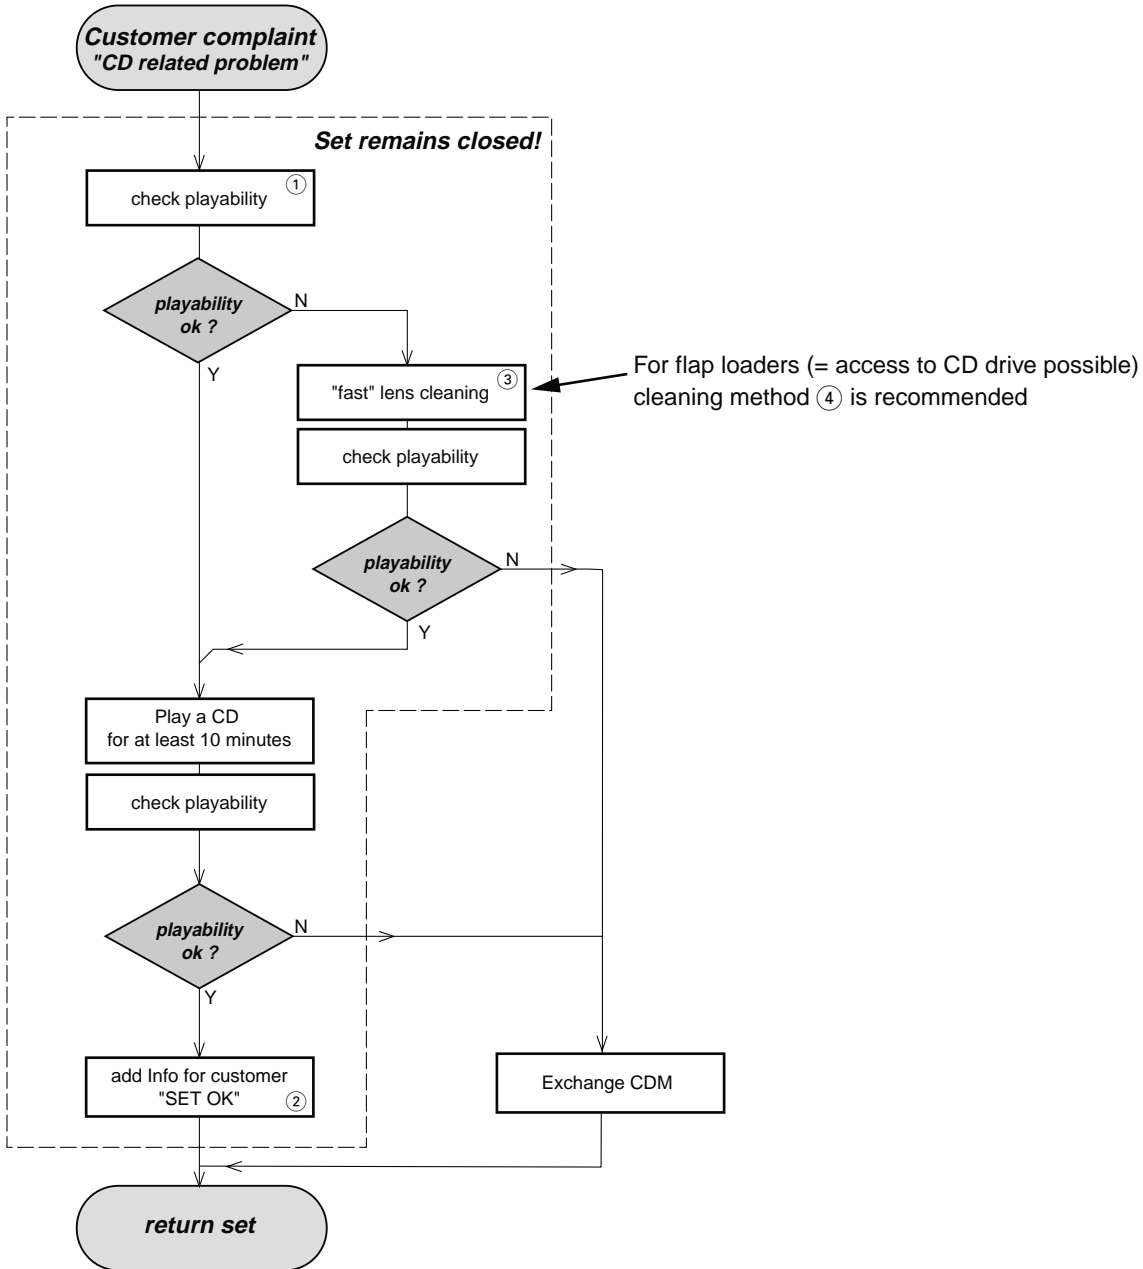 Customer complaint
"CD related problem"
Set remains closed!
check playability
①
playability
ok ?
N
Y
"fast" lens cleaning
③
For flap loaders (= access to CD drive possible)
cleaning method ④ is recommended
check playability
playability
ok ?
N
Y
Play a CD
for at least 10 minutes
check playability
playability
ok ?
N
Y
add Info for customer
"SET OK"
②
Exchange CDM
return set